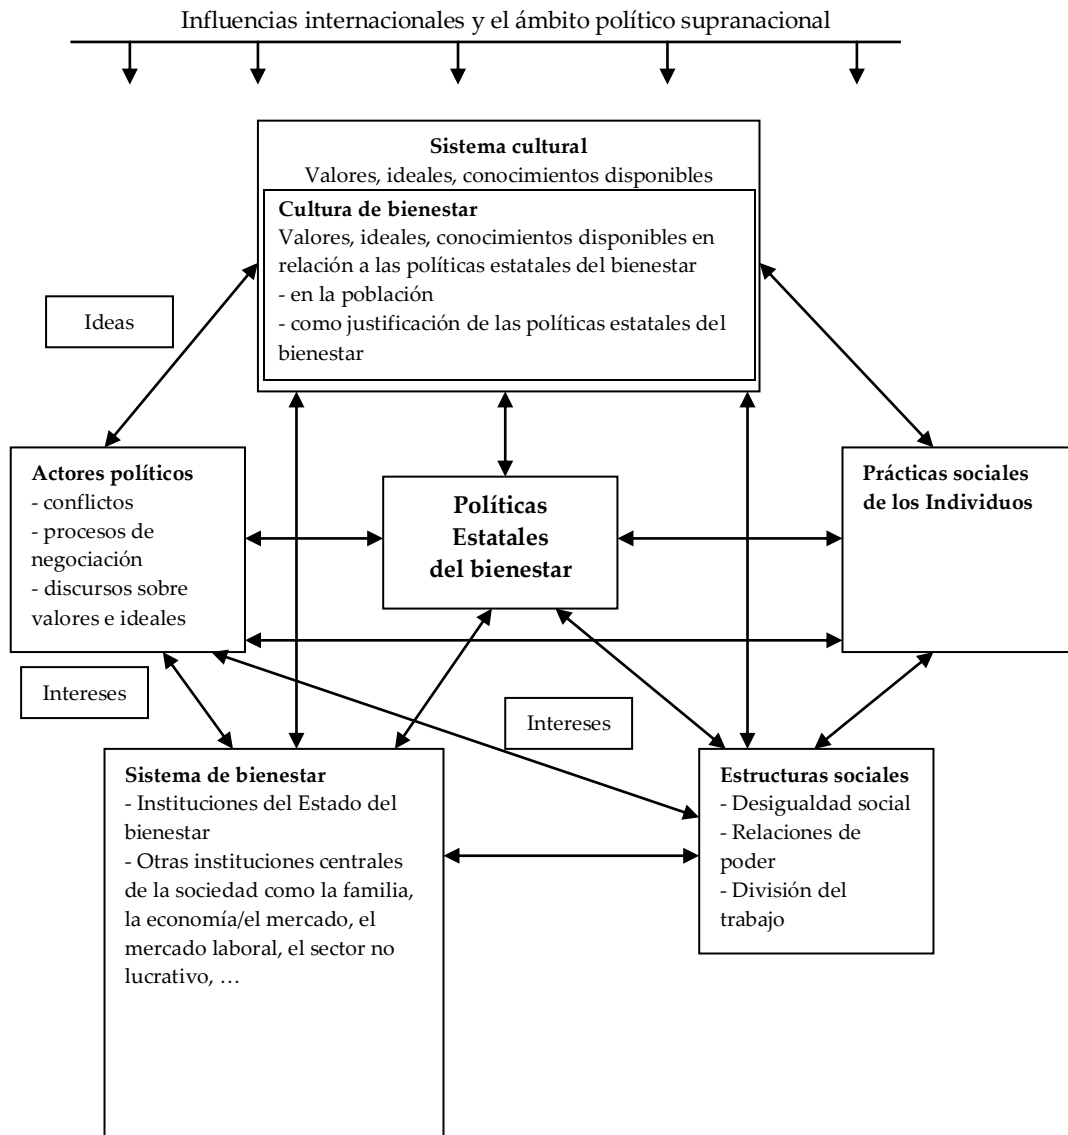 Influencias internacionales y el ámbito político supranacional
Sistema cultural
Valores, ideales, conocimientos disponibles
Cultura de bienestar
Valores, ideales, conocimientos disponibles en
relación a las políticas estatales del bienestar
- en la población
- como justificación de las políticas estatales del
bienestar
Ideas
Actores políticos
- conflictos
- procesos de
negociación
- discursos sobre
valores e ideales
Políticas
Estatales
del bienestar
Prácticas sociales
de los Individuos
Intereses
Intereses
Sistema de bienestar
- Instituciones del Estado del
bienestar
- Otras instituciones centrales
de la sociedad como la familia,
la economía/el mercado, el
mercado laboral, el sector no
lucrativo, …
Estructuras sociales
- Desigualdad social
- Relaciones de
poder
- División del
trabajo